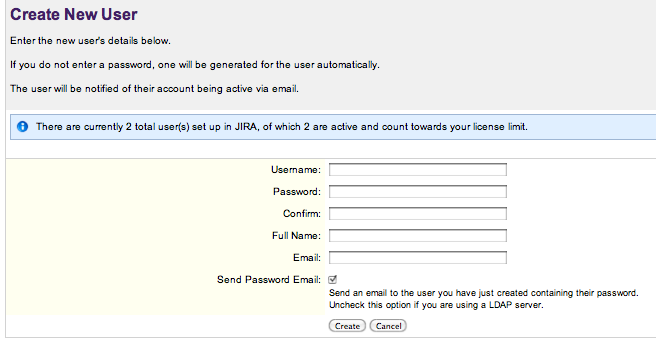 Create New User
Enter the new user's details below.
If you do not enter a password, one will be generated for the user automatically.
The user will be notified of their account being active via email.
There are currently 2 total user(s) set up in JIRA, of which 2 are active and count towards your license limit.
Username:
Password:
Confirm:
Full Name:
Email:
Send Password Email:
Send an email to the user you have just created containing their password.
Uncheck this option if you are using a LDAP server.
Create Cancel